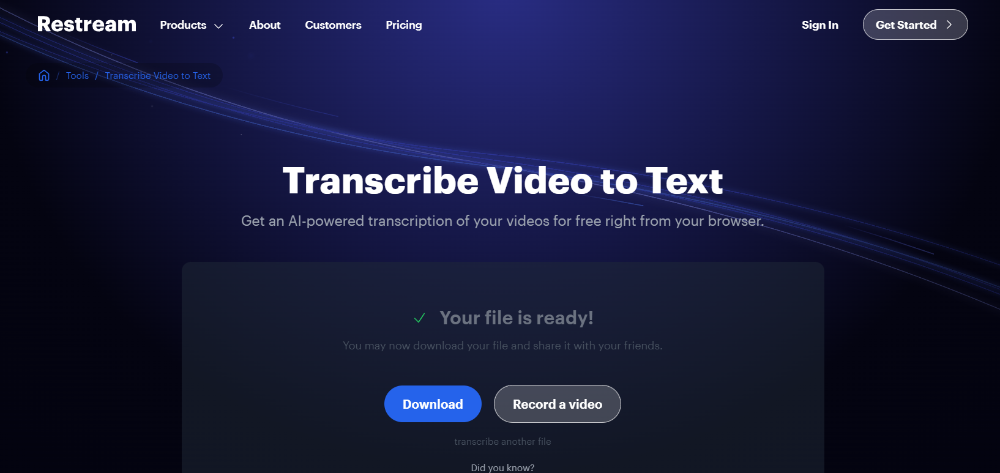 Restream Products About Customers Pricing Sign In Get Started
/ Tools / Transcribe Video to Text
Transcribe Video to Text
Get an AI-powered transcription of your videos for free right from your browser.
Your file is ready!
You may now download your file and share it with your friends.
Download Record a video
transcribe another file
Did you know?